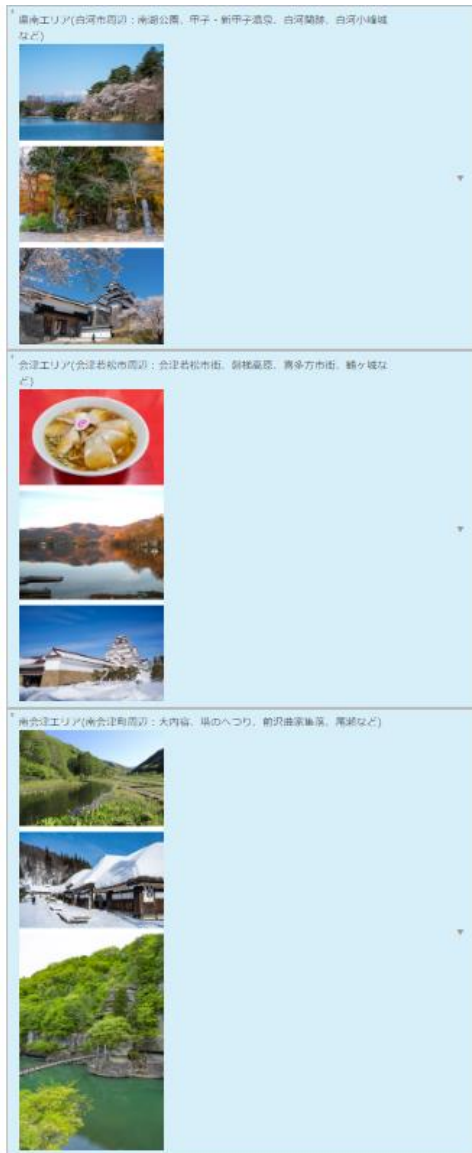 県南エリア(白河市周辺：南湖公園、甲子・新甲子温泉、白河関跡、白河小峰城
など)
会津エリア(会津若松市周辺：会津若松市街、磐梯高原、喜多方市街、鶴ヶ城な
ど)
南会津エリア(南会津町周辺：大内宿、塔のへつり、前沢曲家集落、尾瀬など)